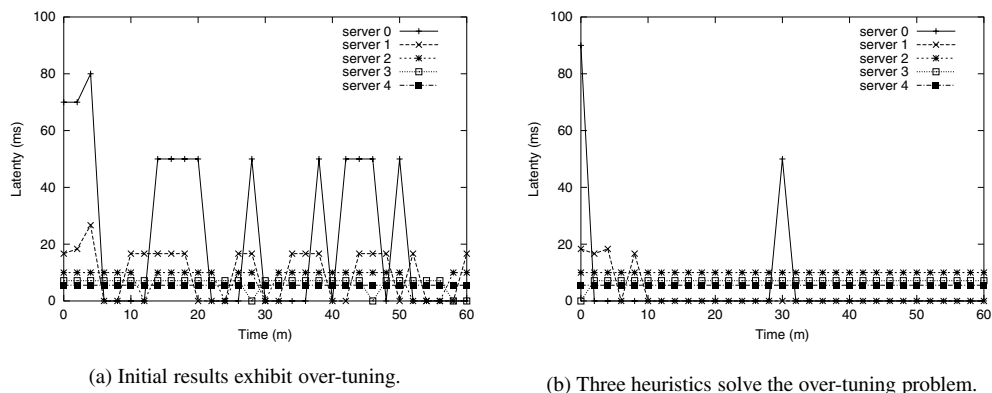 100
80
60
40
20
0
Latenty (ms)
0 10 20 30 40 50 60
Time (m)
server 0
server 1
server 2
server 3
server 4
(a) Initial results exhibit over-tuning.
100
80
60
40
20
0
Latenty (ms)
0 10 20 30 40 50 60
Time (m)
server 0
server 1
server 2
server 3
server 4
(b) Three heuristics solve the over-tuning problem.